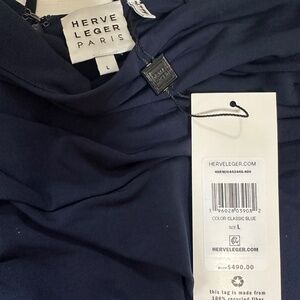 HERVE
LEGER
PARIS
L
HERVELEGER.COM
COLOR: CLASSIC BLUE
SIZE: L
HERVELEGER.COM
$490.00
this tag is made from
100% recycled fiber